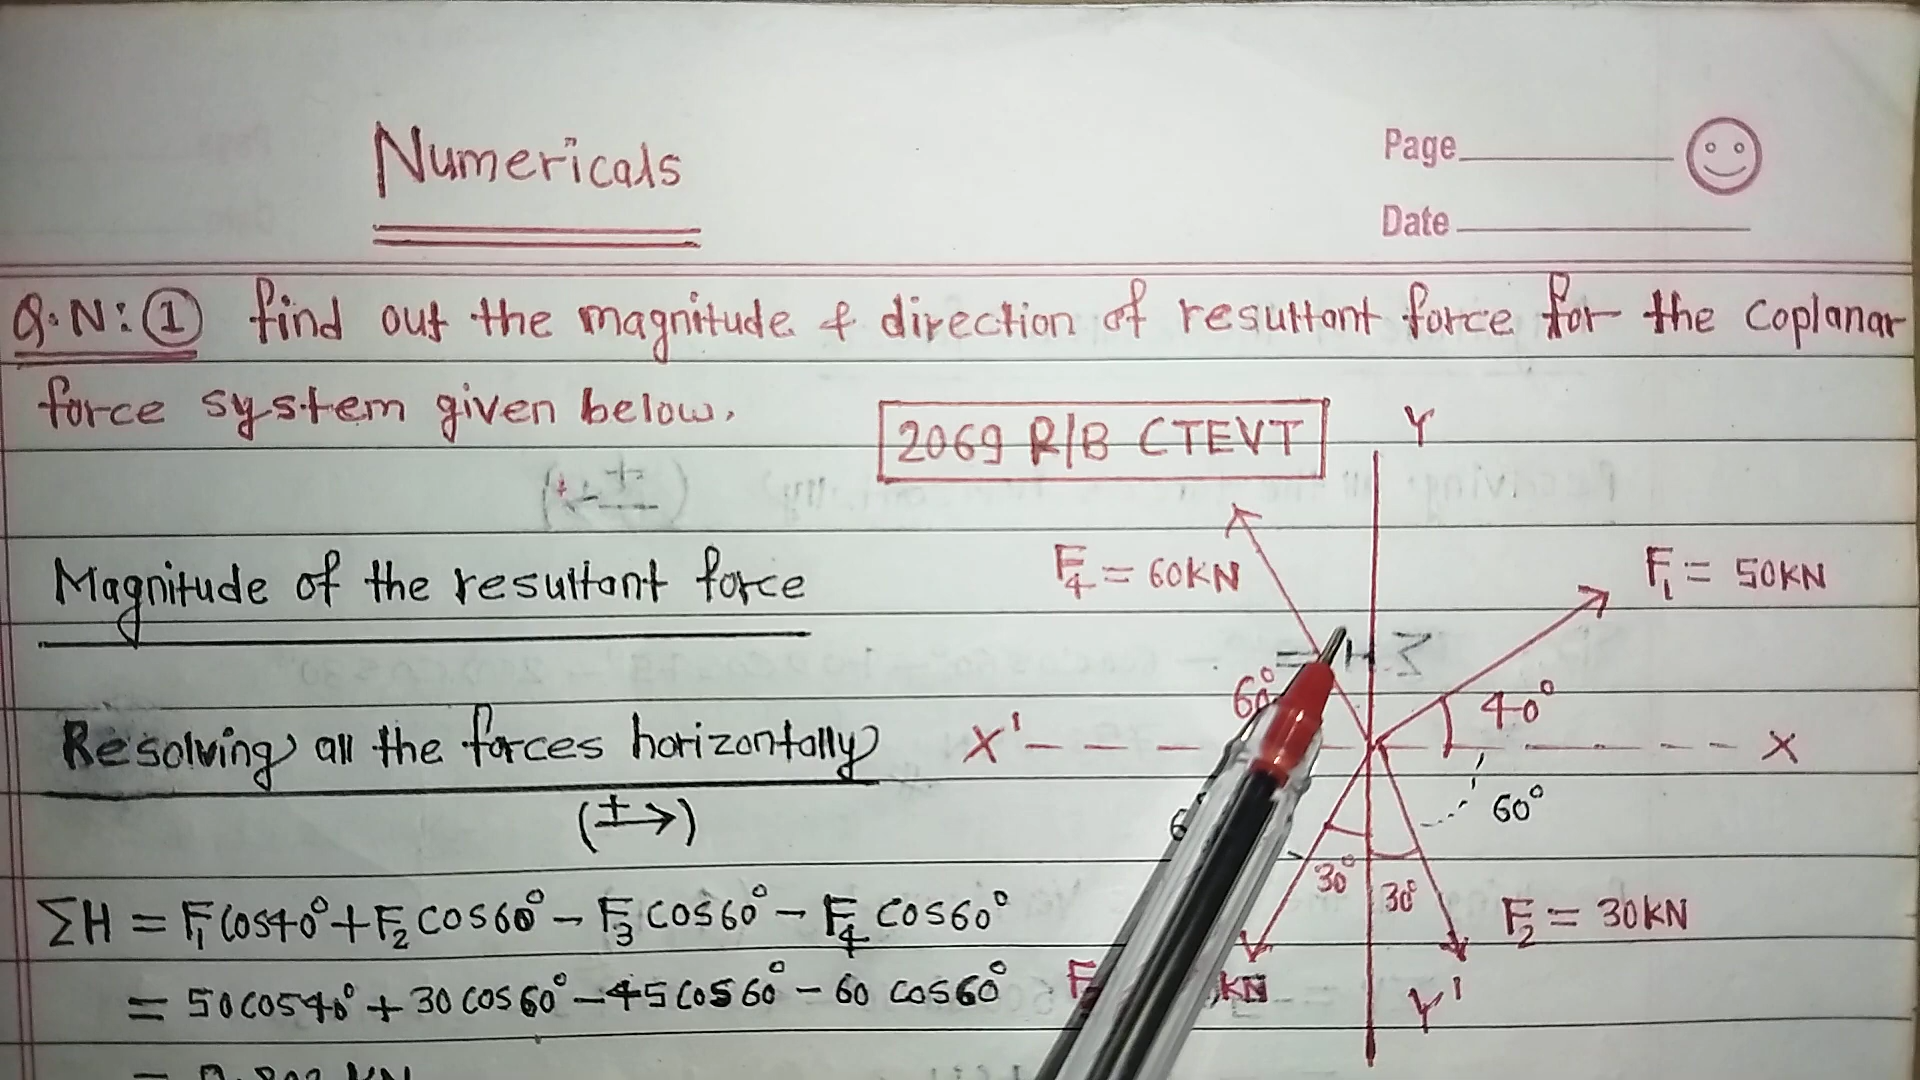 Numericals
Page
Date
Q.N: 1 find out the magnitude & direction of resultant force for the coplanar
force system given below.
2069 R/B CTEVT
Y
Magnitude of the resultant force
F4 = 60KN
F1 = 50KN
60°
40°
Resolving all the forces horizontally
X'
X
(+→)
60°
30°
30°
ΣH = F1 Cos40° + F2 cos60° - F3 cos60° - F4 cos60°
F2 = 30KN
= 50cos40° + 30 cos60° - 45 cos60° - 60 cos60°
KN
Y'